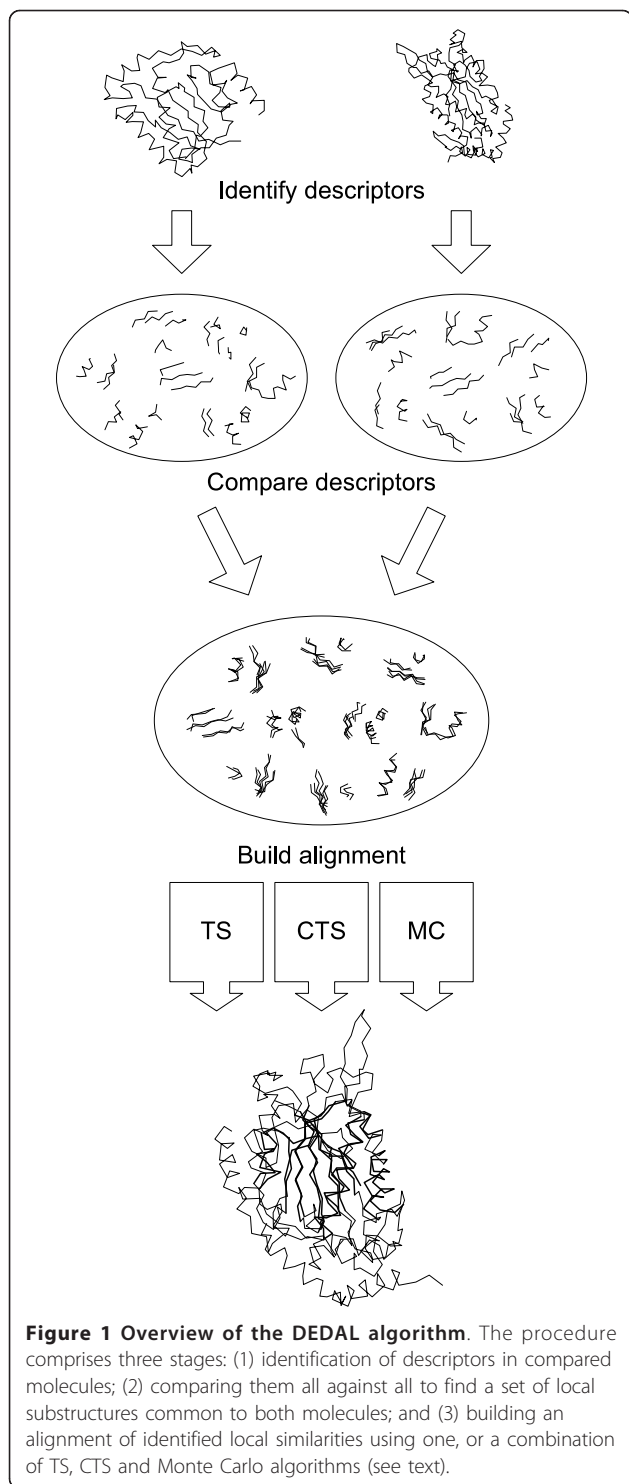 Identify descriptors
Compare descriptors
Build alignment
TS CTS MC
Figure 1 Overview of the DEDAL algorithm. The procedure
comprises three stages: (1) identification of descriptors in compared
molecules; (2) comparing them all against all to find a set of local
substructures common to both molecules; and (3) building an
alignment of identified local similarities using one, or a combination
of TS, CTS and Monte Carlo algorithms (see text).